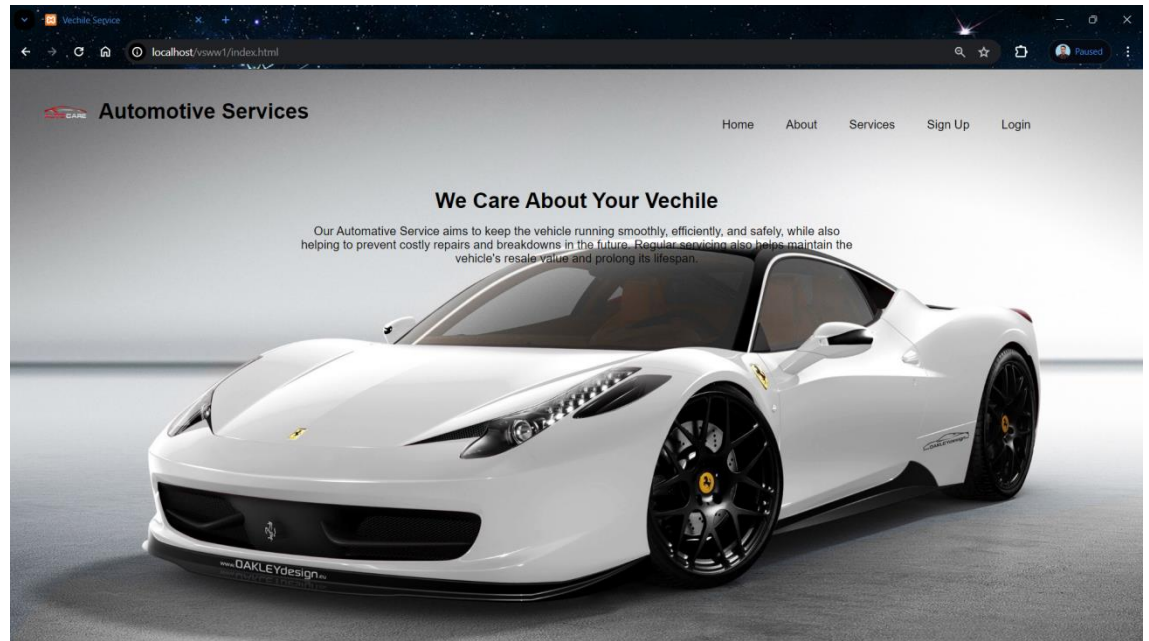 Vechile Service
localhost/vsww1/index.html
Paused
CARE
Automotive Services
Home About Services Sign Up Login
We Care About Your Vechile
Our Automative Service aims to keep the vehicle running smoothly, efficiently, and safely, while also
helping to prevent costly repairs and breakdowns in the future. Regular servicing also helps maintain the
vehicle's resale value and prolong its lifespan.
OAKLEYdesign
www.OAKLEYdesign.eu